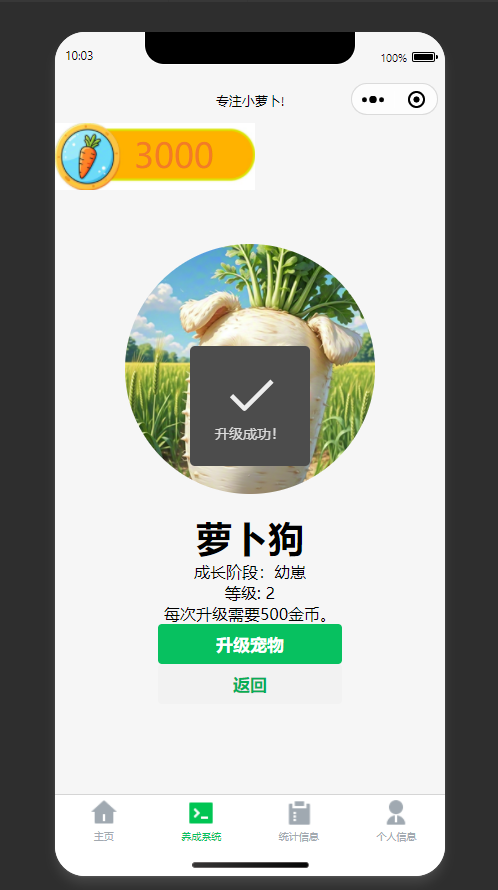 10:03
100%
专注小萝卜!
3000
升级成功!
萝卜狗
成长阶段：幼崽
等级: 2
每次升级需要500金币。
升级宠物
返回
主页
养成系统
统计信息
个人信息